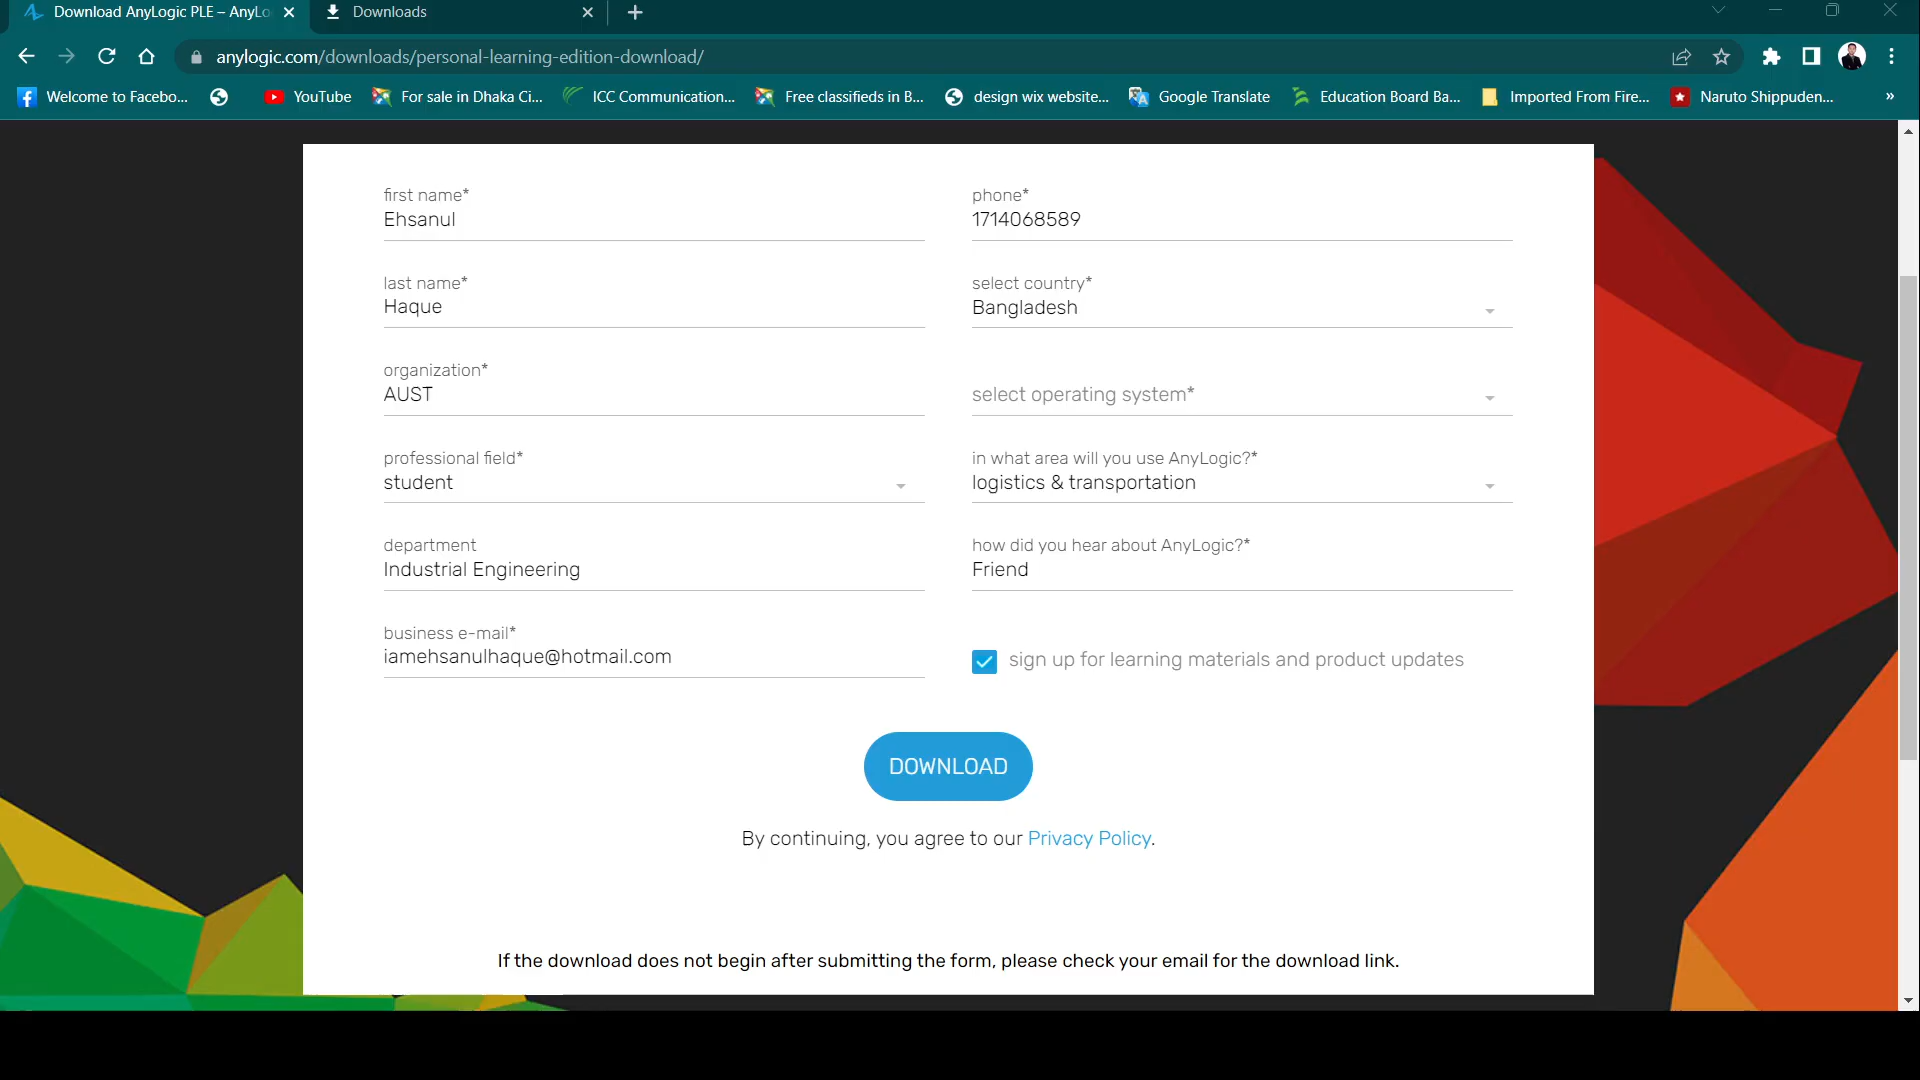 Download AnyLogic PLE – AnyLo
Downloads
anylogic.com/downloads/personal-learning-edition-download/
Welcome to Facebo...
YouTube
For sale in Dhaka Ci...
ICC Communication...
Free classifieds in B...
design wix website...
Google Translate
Education Board Ba...
Imported From Fire...
Naruto Shippuden...
»
first name*
Ehsanul
phone*
1714068589
last name*
Haque
select country*
Bangladesh
organization*
AUST
select operating system*
professional field*
student
in what area will you use AnyLogic?*
logistics & transportation
department
Industrial Engineering
how did you hear about AnyLogic?*
Friend
business e-mail*
iamehsanulhaque@hotmail.com
sign up for learning materials and product updates
DOWNLOAD
By continuing, you agree to our Privacy Policy.
If the download does not begin after submitting the form, please check your email for the download link.